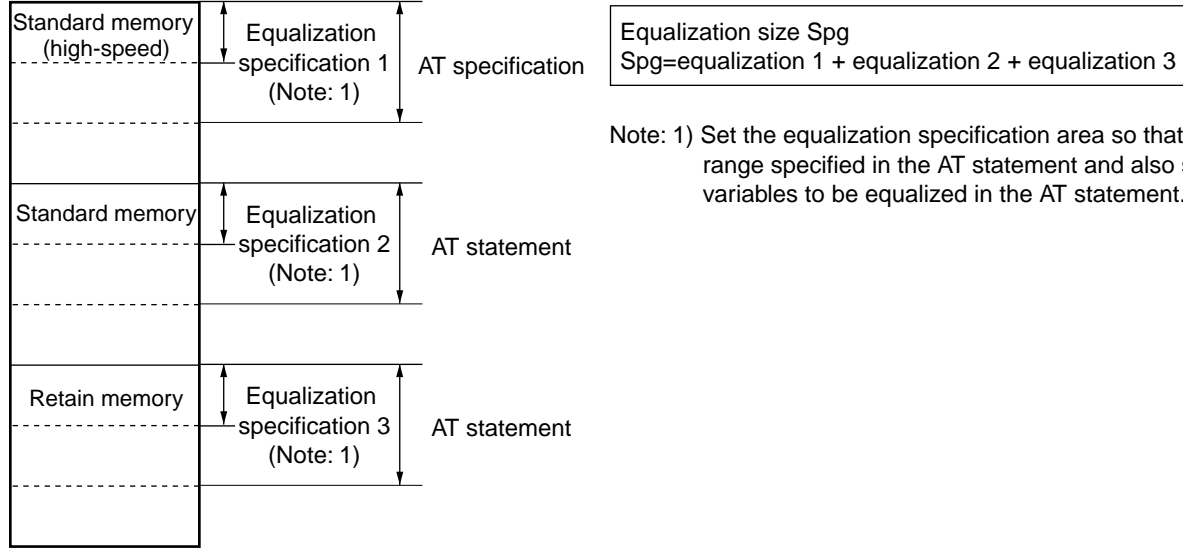 Standard memory
(high-speed)
Equalization
specification 1
(Note: 1)
AT specification
Standard memory
Equalization
specification 2
(Note: 1)
AT statement
Retain memory
Equalization
specification 3
(Note: 1)
AT statement
Equalization size Spg
Spg=equalization 1 + equalization 2 + equalization 3
Note: 1) Set the equalization specification area so that
range specified in the AT statement and also
variables to be equalized in the AT statement.